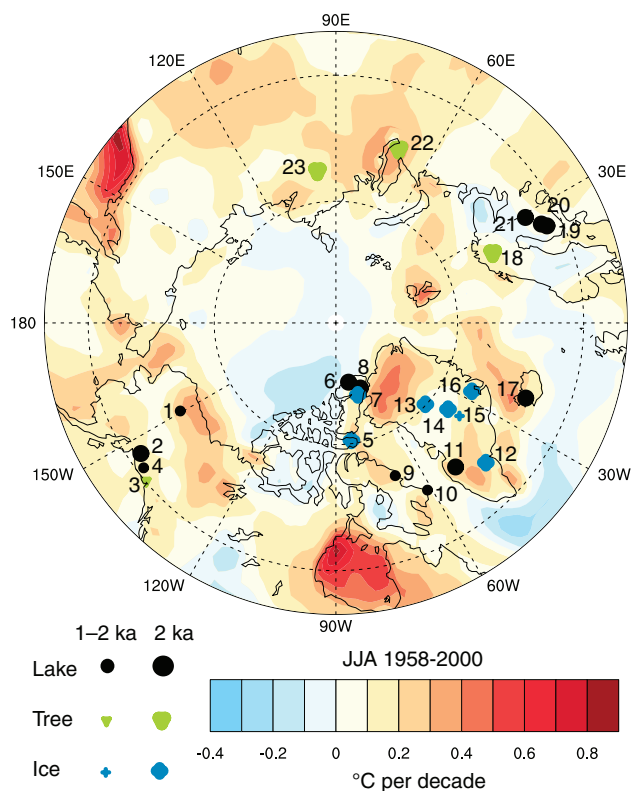 90E
120E
60E
150E
30E
22
23
20
21
19
18
180
0
8
6
7
16
17
13
15
14
1
5
2
11
12
4
9
3
10
150W
30W
120W
60W
90W
1–2 ka
2 ka
JJA 1958-2000
Lake
Tree
Ice
-0.4
-0.2
0
0.2
0.4
0.6
0.8
°C per decade